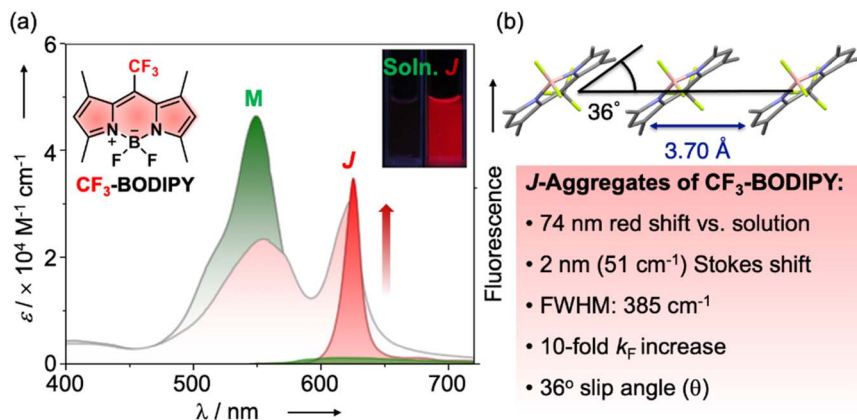 (a)
6
4
2
0
ε / × 10⁴ M⁻¹ cm⁻¹
400
500
600
700
λ / nm
CF₃
N
N
+
B
−
F
F
CF₃-BODIPY
M
Soln. J
J
Fluorescence
(b)
36°
3.70 Å
J-Aggregates of CF₃-BODIPY:
• 74 nm red shift vs. solution
• 2 nm (51 cm⁻¹) Stokes shift
• FWHM: 385 cm⁻¹
• 10-fold k_F increase
• 36° slip angle (θ)